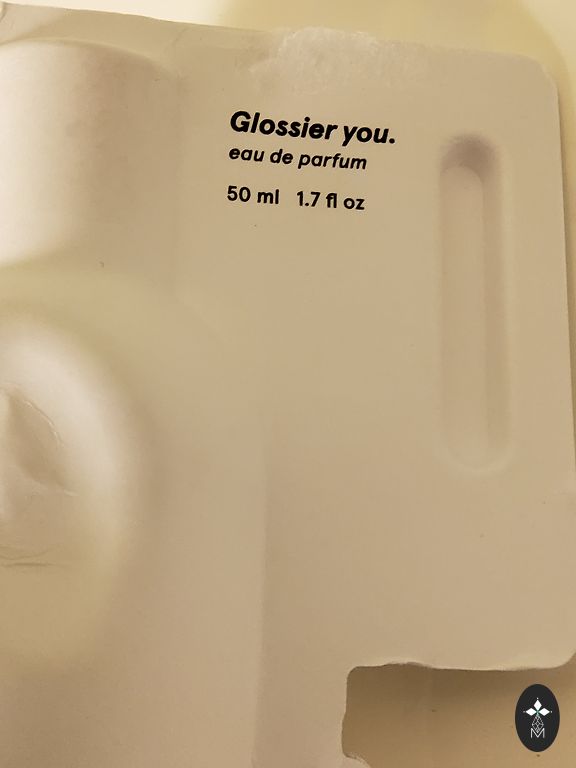 Glossier you.
eau de parfum
50 ml 1.7 fl oz
M